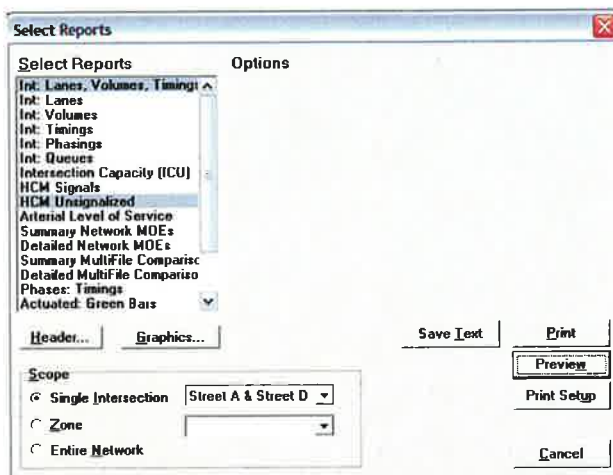 Select Reports
Select Reports
Options
Int: Lanes, Volumes, Timings
Int: Lanes
Int: Volumes
Int: Timings
Int: Phasings
Int: Queues
Intersection Capacity (ICU)
HCM Signals
HCM Unsignalized
Arterial Level of Service
Summary Network MOEs
Detailed Network MOEs
Summary MultiFile Comparisc
Detailed MultiFile Compariso
Phases: Timings
Actuated: Green Bars
Header...
Graphics...
Save Text
Print
Preview
Scope
Single Intersection
Street A & Street D
Print Setup
Zone
Entire Network
Cancel